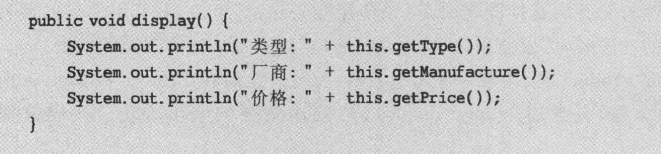 public void display() {
    System.out.println("类型：" + this.getType());
    System.out.println("厂商：" + this.getManufacture());
    System.out.println("价格：" + this.getPrice());
}